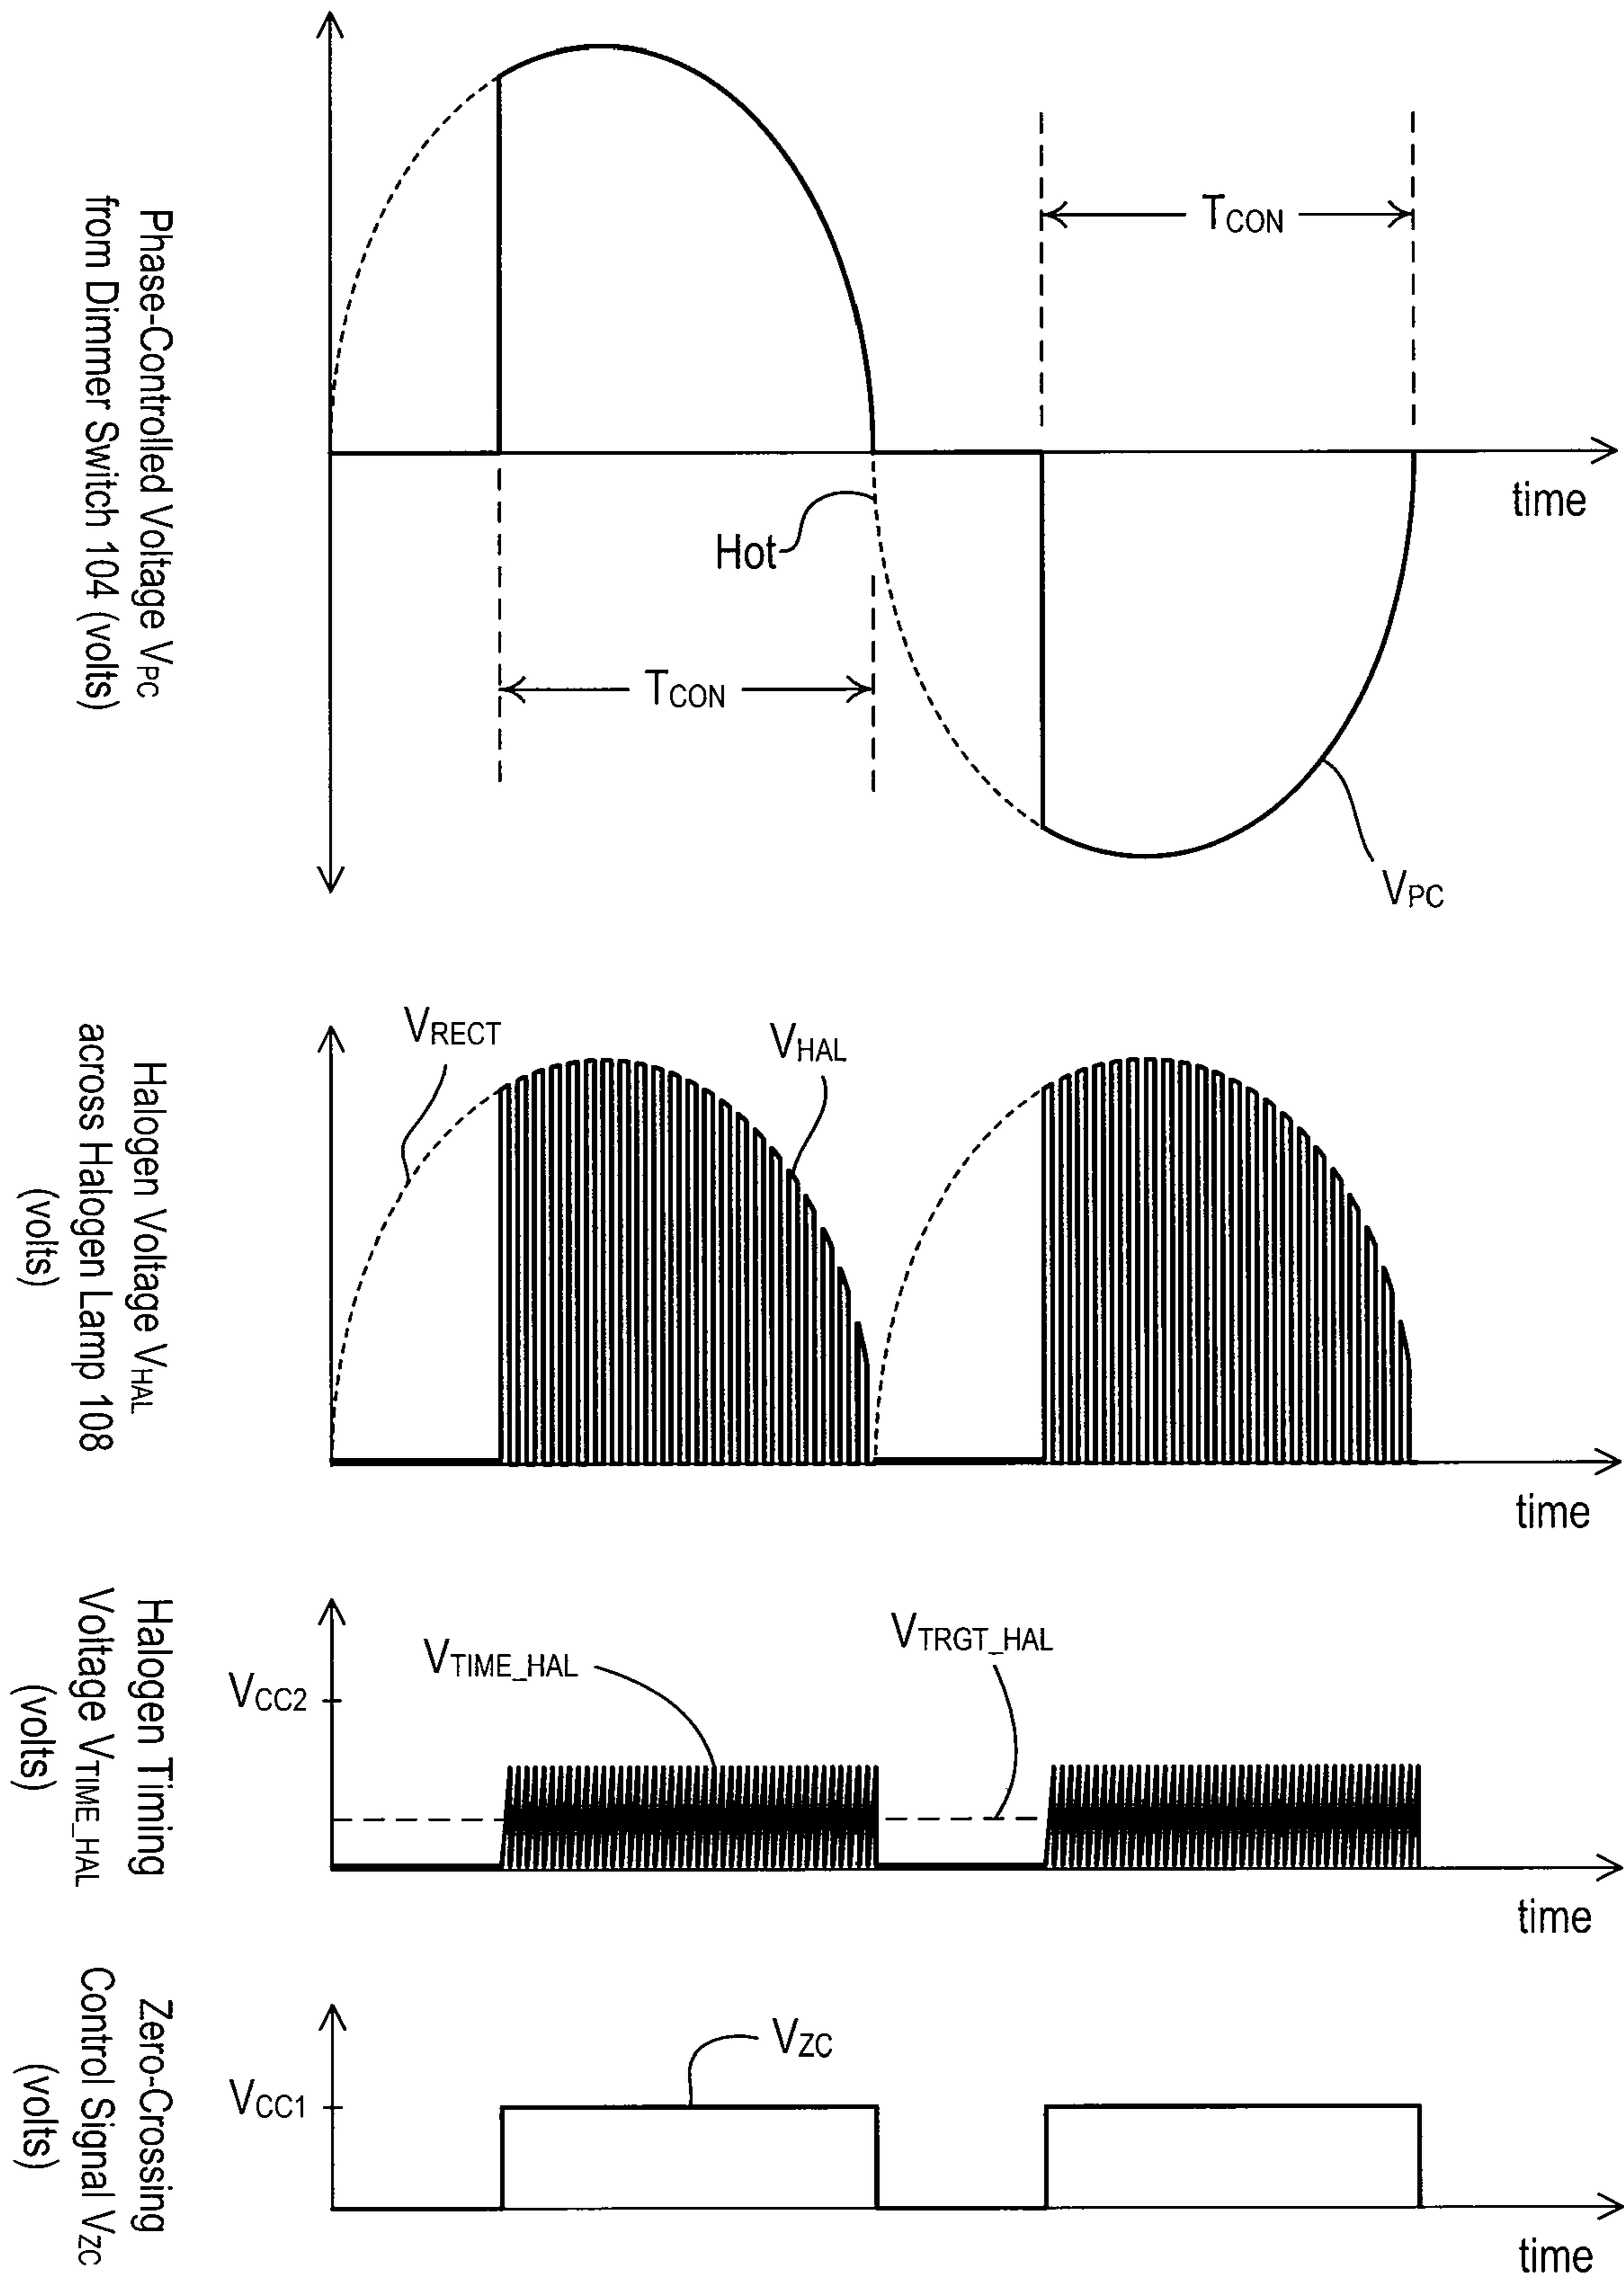 Phase-Controlled Voltage VPC
from Dimmer Switch 104 (volts)
TCON
time
Hot
TCON
VPC
Halogen Voltage VHAL
across Halogen Lamp 108
(volts)
VRECT
VHAL
time
Halogen Timing
Voltage VTIME_HAL
(volts)
VTIME_HAL
VTRGT_HAL
VCC2
time
Zero-Crossing
Control Signal VZC
(volts)
VZC
VCC1
time